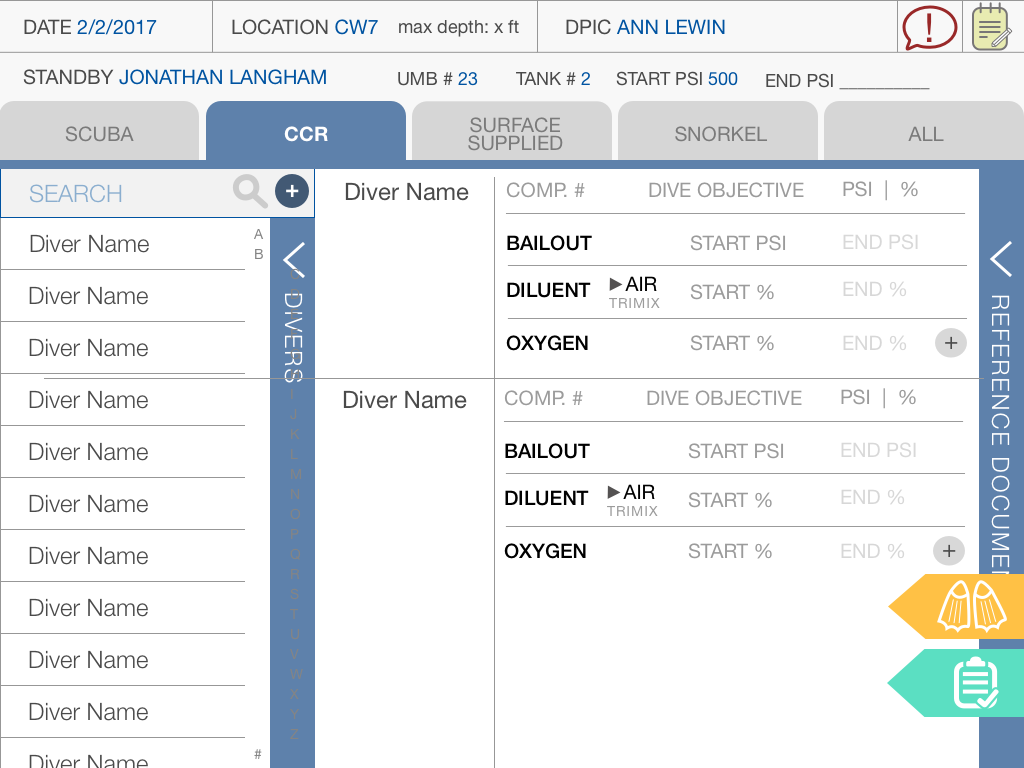 DATE 2/2/2017
LOCATION CW7 max depth: x ft
DPIC ANN LEWIN
STANDBY JONATHAN LANGHAM
UMB # 23
TANK # 2
START PSI 500
END PSI _________
SCUBA
CCR
SURFACE
SUPPLIED
SNORKEL
ALL
SEARCH
+
Diver Name
Diver Name
Diver Name
Diver Name
Diver Name
Diver Name
Diver Name
Diver Name
Diver Name
Diver Name
Diver Name
A
B
DIVERS
J
K
L
M
N
O
P
Q
R
S
T
U
V
W
X
Y
Z
#
Diver Name
COMP. # DIVE OBJECTIVE PSI | %
BAILOUT START PSI END PSI
DILUENT ▶AIR START % END %
TRIMIX
OXYGEN START % END % +
Diver Name
COMP. # DIVE OBJECTIVE PSI | %
BAILOUT START PSI END PSI
DILUENT ▶AIR START % END %
TRIMIX
OXYGEN START % END % +
REFERENCE